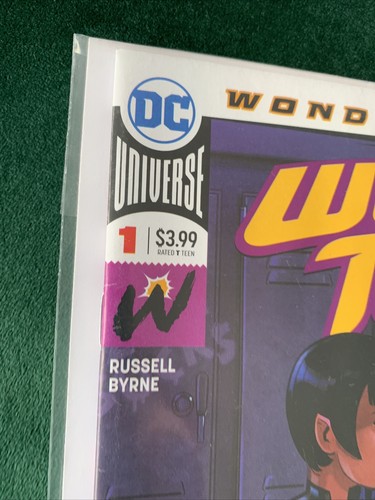 DC
WOND
UNIVERSE
1 $3.99
RATED T TEEN
W
RUSSELL
BYRNE